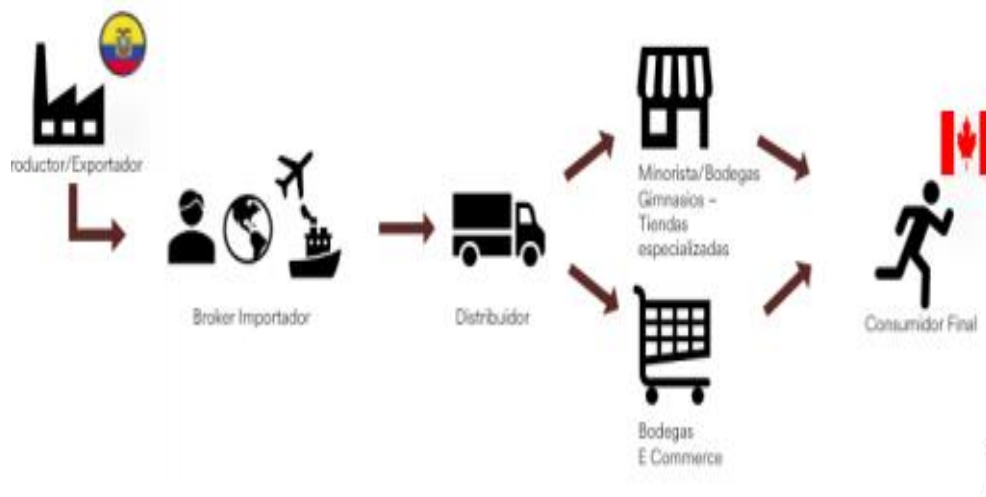 roductor/Exportador
Broker Importador
Distribuidor
Minorista/Bodegas
Gimnasios –
Tiendas
especializadas
Bodegas
E Commerce
Consumidor Final